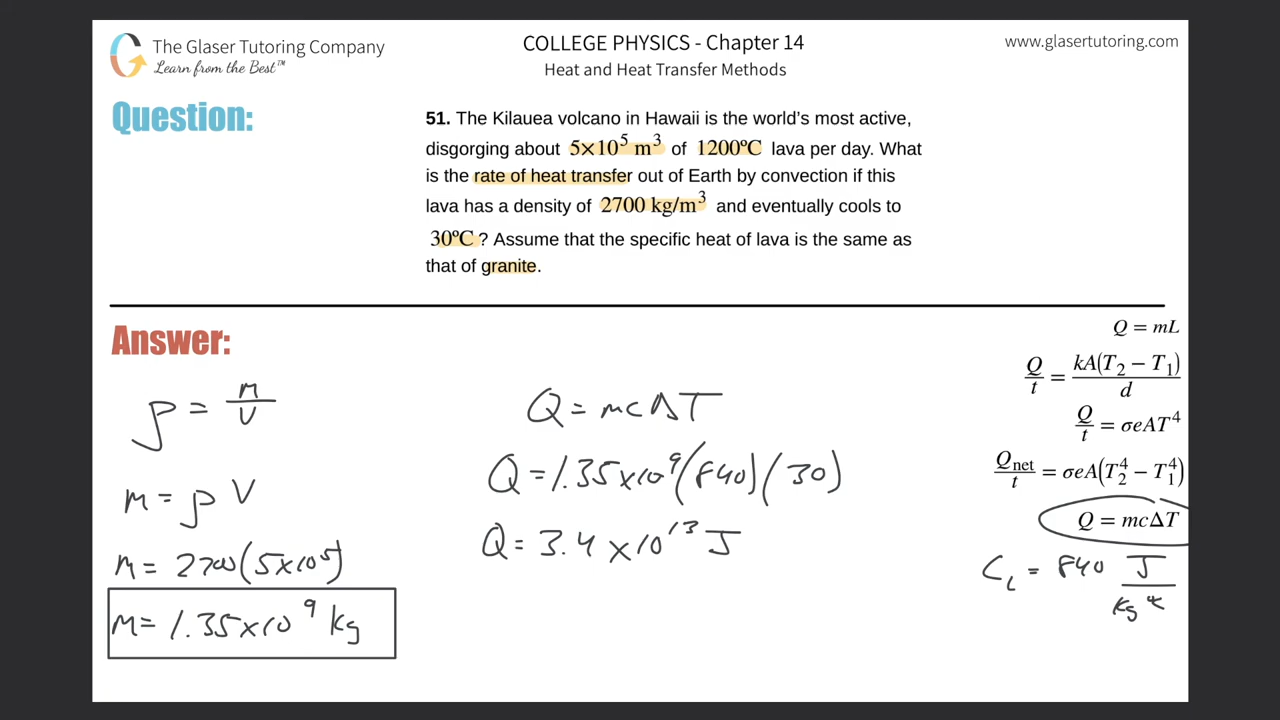 The Glaser Tutoring Company
Learn from the Best™
COLLEGE PHYSICS - Chapter 14
Heat and Heat Transfer Methods
www.glasertutoring.com
Question:
51. The Kilauea volcano in Hawaii is the world's most active,
disgorging about 5×10⁵ m³ of 1200ºC lava per day. What
is the rate of heat transfer out of Earth by convection if this
lava has a density of 2700 kg/m³ and eventually cools to
30ºC? Assume that the specific heat of lava is the same as
that of granite.
Answer:
ρ = m/V
m = ρ V
m = 2700(5×10⁵)
m = 1.35×10⁹ kg
Q = mcΔT
Q = 1.35×10⁹(840)(30)
Q = 3.4×10¹³ J
Q = mL
Q/t = kA(T₂ − T₁)/d
Q/t = σeAT⁴
Qnet/t = σeA(T₂⁴ − T₁⁴)
Q = mcΔT
C_L = 840 J/kg